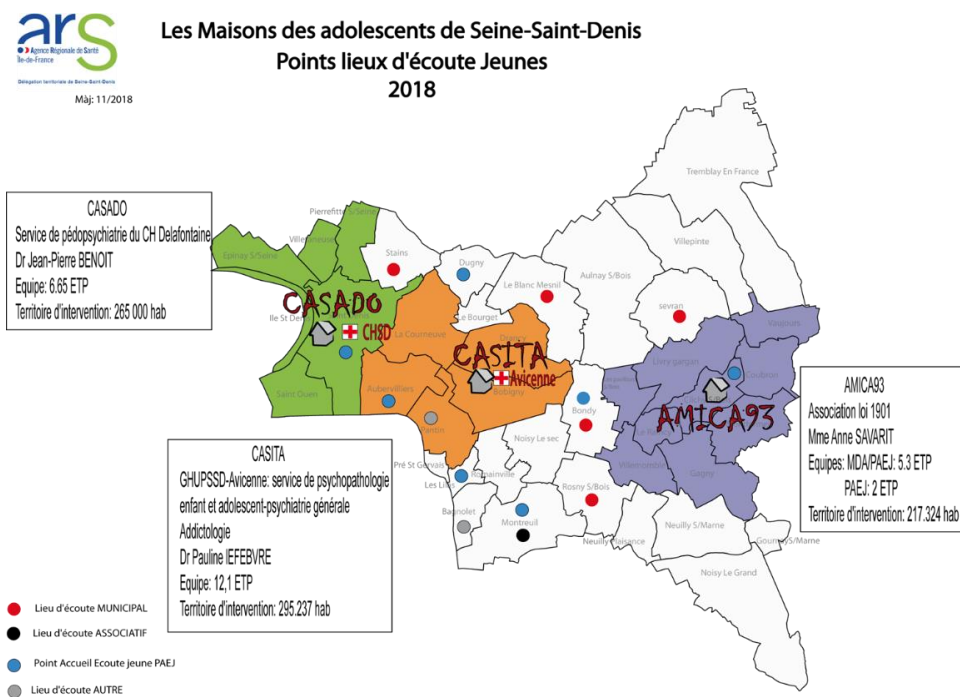 ars
Agence Régionale de Santé
Île-de-France
Délégation territoriale de Seine-Saint-Denis
Màj: 11/2018
Les Maisons des adolescents de Seine-Saint-Denis
Points lieux d'écoute Jeunes
2018
CASADO
Service de pédopsychiatrie du CH Delafontaine
Dr Jean-Pierre BENOIT
Equipe: 6.65 ETP
Territoire d'intervention: 265 000 hab
Tremblay En France
Pierrefitte S/Seine
Villetaneuse
Epinay S/Seine
Stains
Dugny
Villepinte
Aulnay S/Bois
Le Blanc Mesnil
sevran
Le Bourget
Vaujours
CASADO
Ile St Denis
CHSD
La Courneuve
Livry gargan
Coubron
CASITA
Avicenne
Bobigny
Saint Ouen
Aubervilliers
Pantin
Bondy
AMICA93
Noisy Le sec
Villemomble
Gagny
Pré St Gervais
Les Lilas
Romainville
Rosny S/Bois
Bagnolet
Montreuil
Neuilly Plaisance
Neuilly S/Marne
Gournay S/Marne
Noisy Le Grand
AMICA93
Association loi 1901
Mme Anne SAVARIT
Equipes: MDA/PAEJ: 5.3 ETP
PAEJ: 2 ETP
Territoire d'intervention: 217.324 hab
CASITA
GHUPSSD-Avicenne: service de psychopathologie
enfant et adolescent-psychiatrie générale
Addictologie
Dr Pauline lEFEBVRE
Equipe: 12,1 ETP
Territoire d'intervention: 295.237 hab
Lieu d'écoute MUNICIPAL
Lieu d'écoute ASSOCIATIF
Point Accueil Ecoute jeune PAEJ
Lieu d'écoute AUTRE